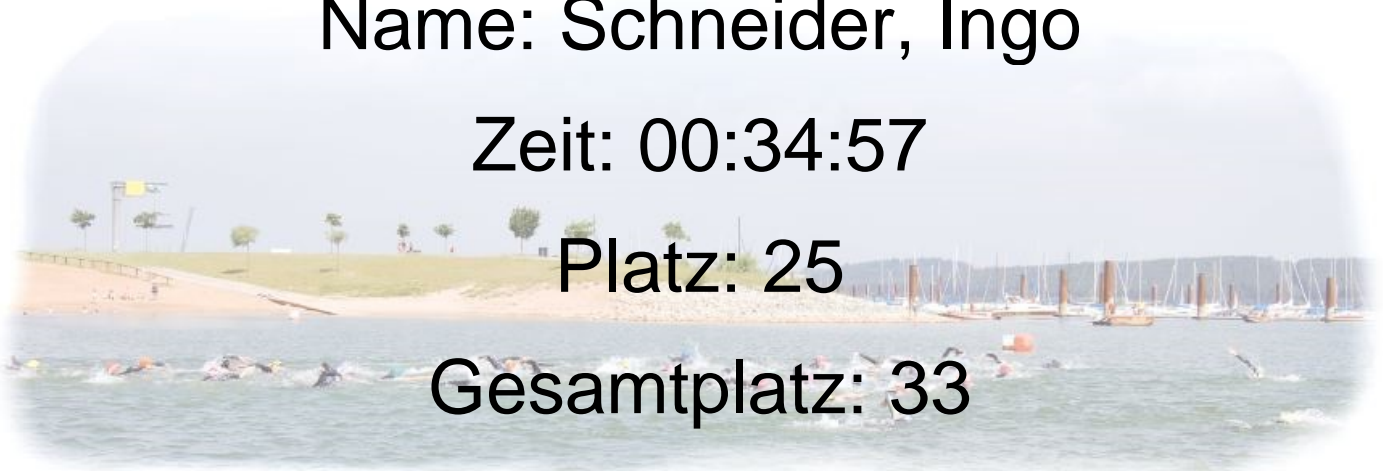 Name: Schneider, Ingo
Zeit: 00:34:57
Platz: 25
Gesamtplatz: 33